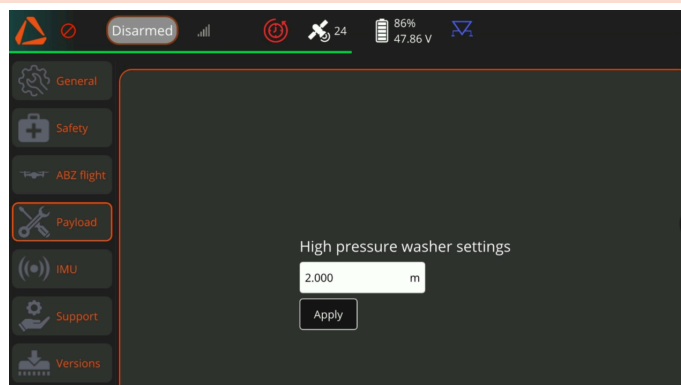 Disarmed
24
86%
47.86 V
General
Safety
ABZ flight
Payload
IMU
Support
Versions
High pressure washer settings
2.000 m
Apply